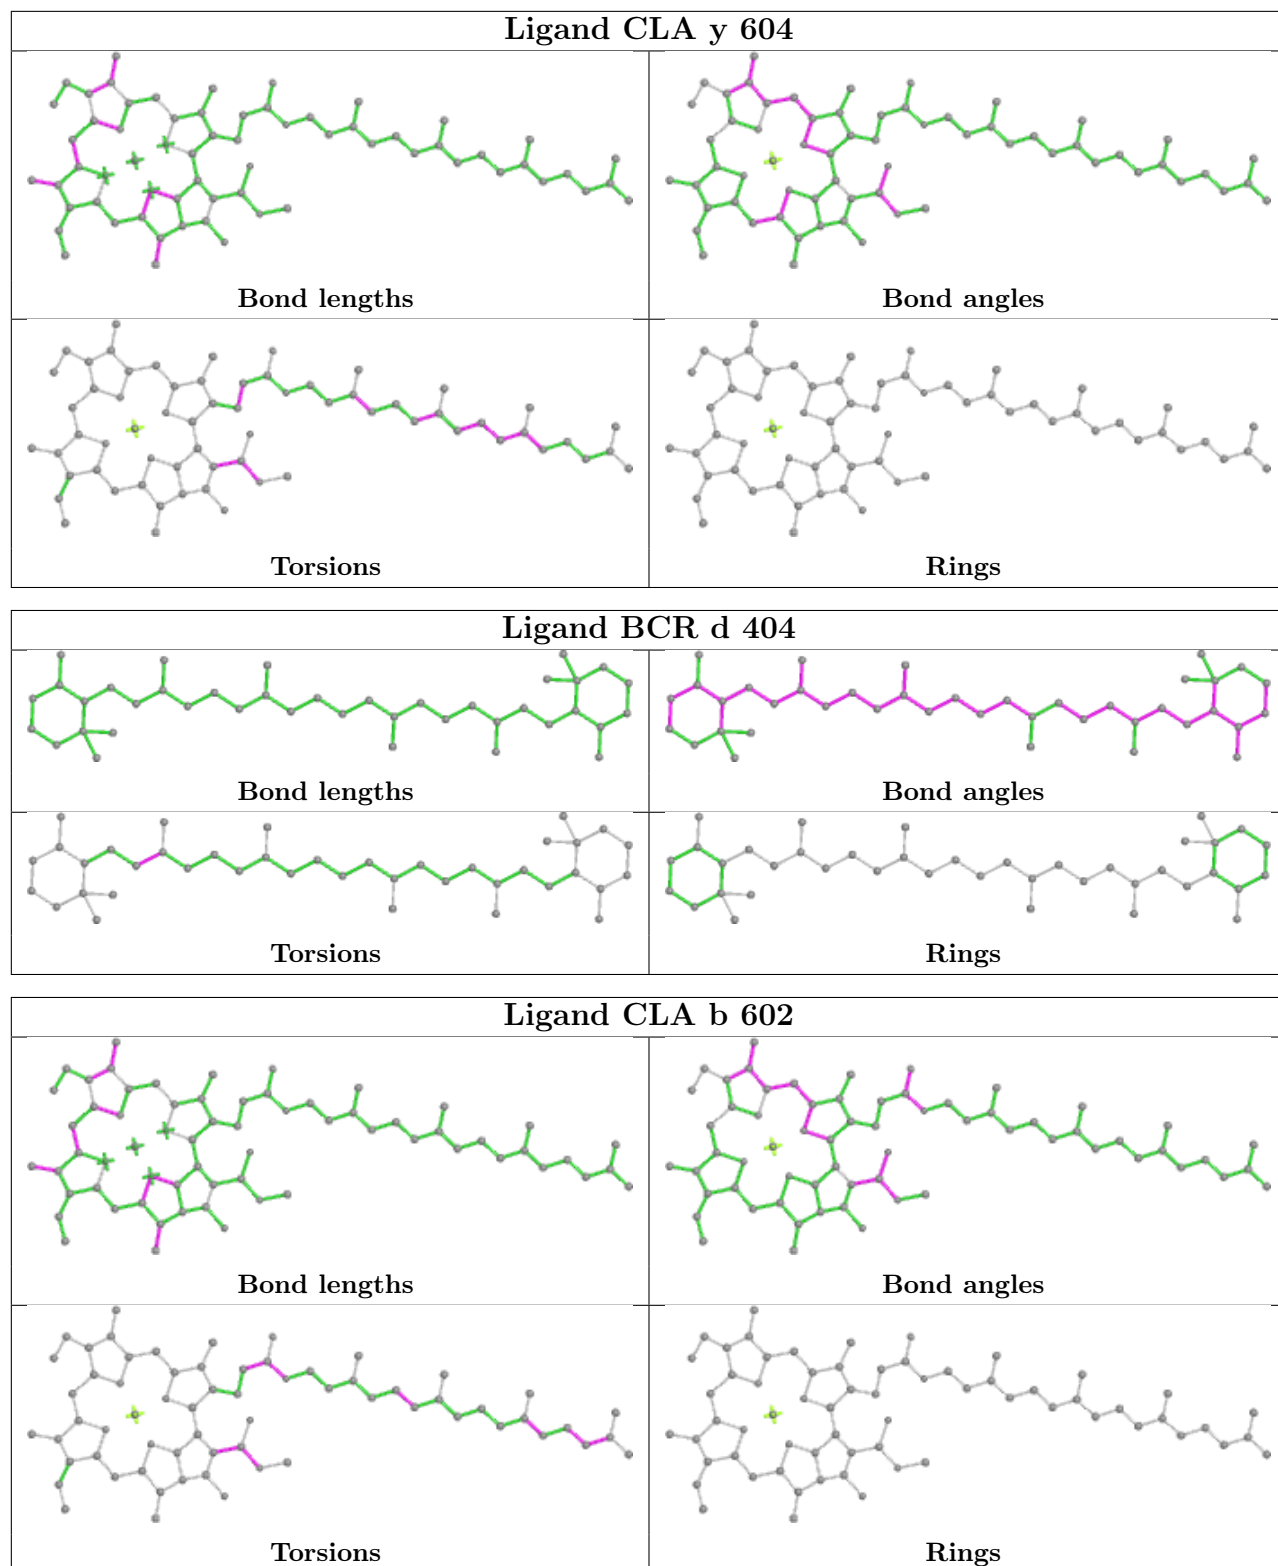 Ligand CLA y 604
Bond lengths
Bond angles
Torsions
Rings
Ligand BCR d 404
Bond lengths
Bond angles
Torsions
Rings
Ligand CLA b 602
Bond lengths
Bond angles
Torsions
Rings